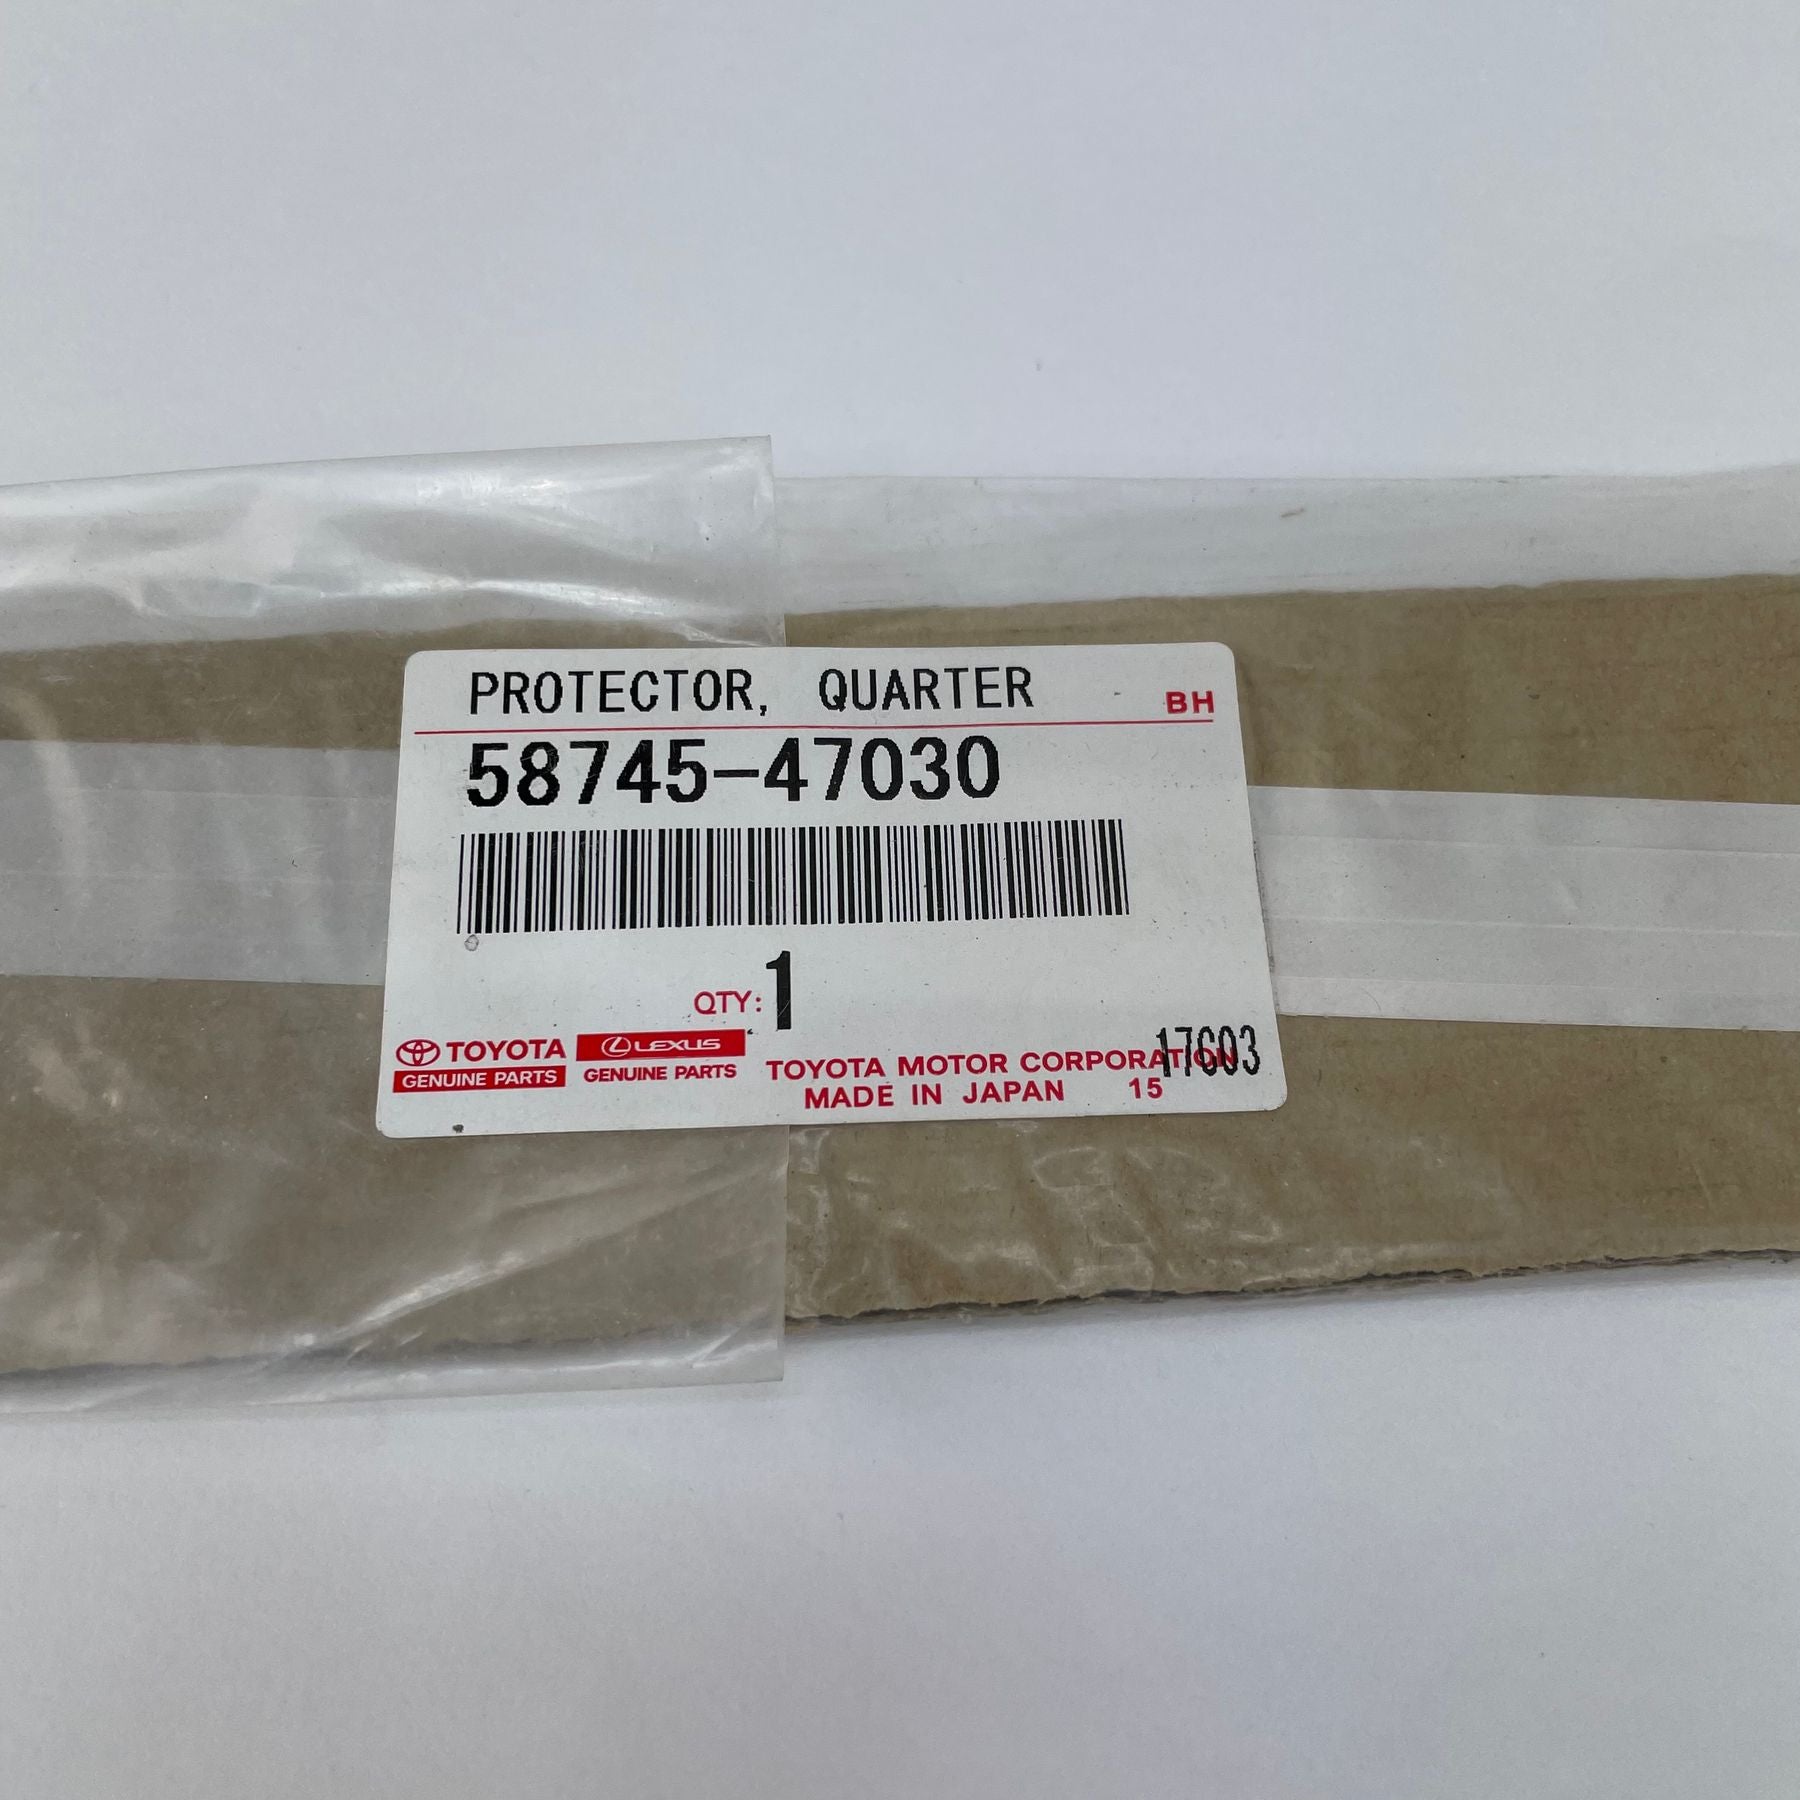 PROTECTOR, QUARTER
BH
58745-47030
QTY: 1
TOYOTA
GENUINE PARTS
LEXUS
GENUINE PARTS
TOYOTA MOTOR CORPORATION
17G03
MADE IN JAPAN 15